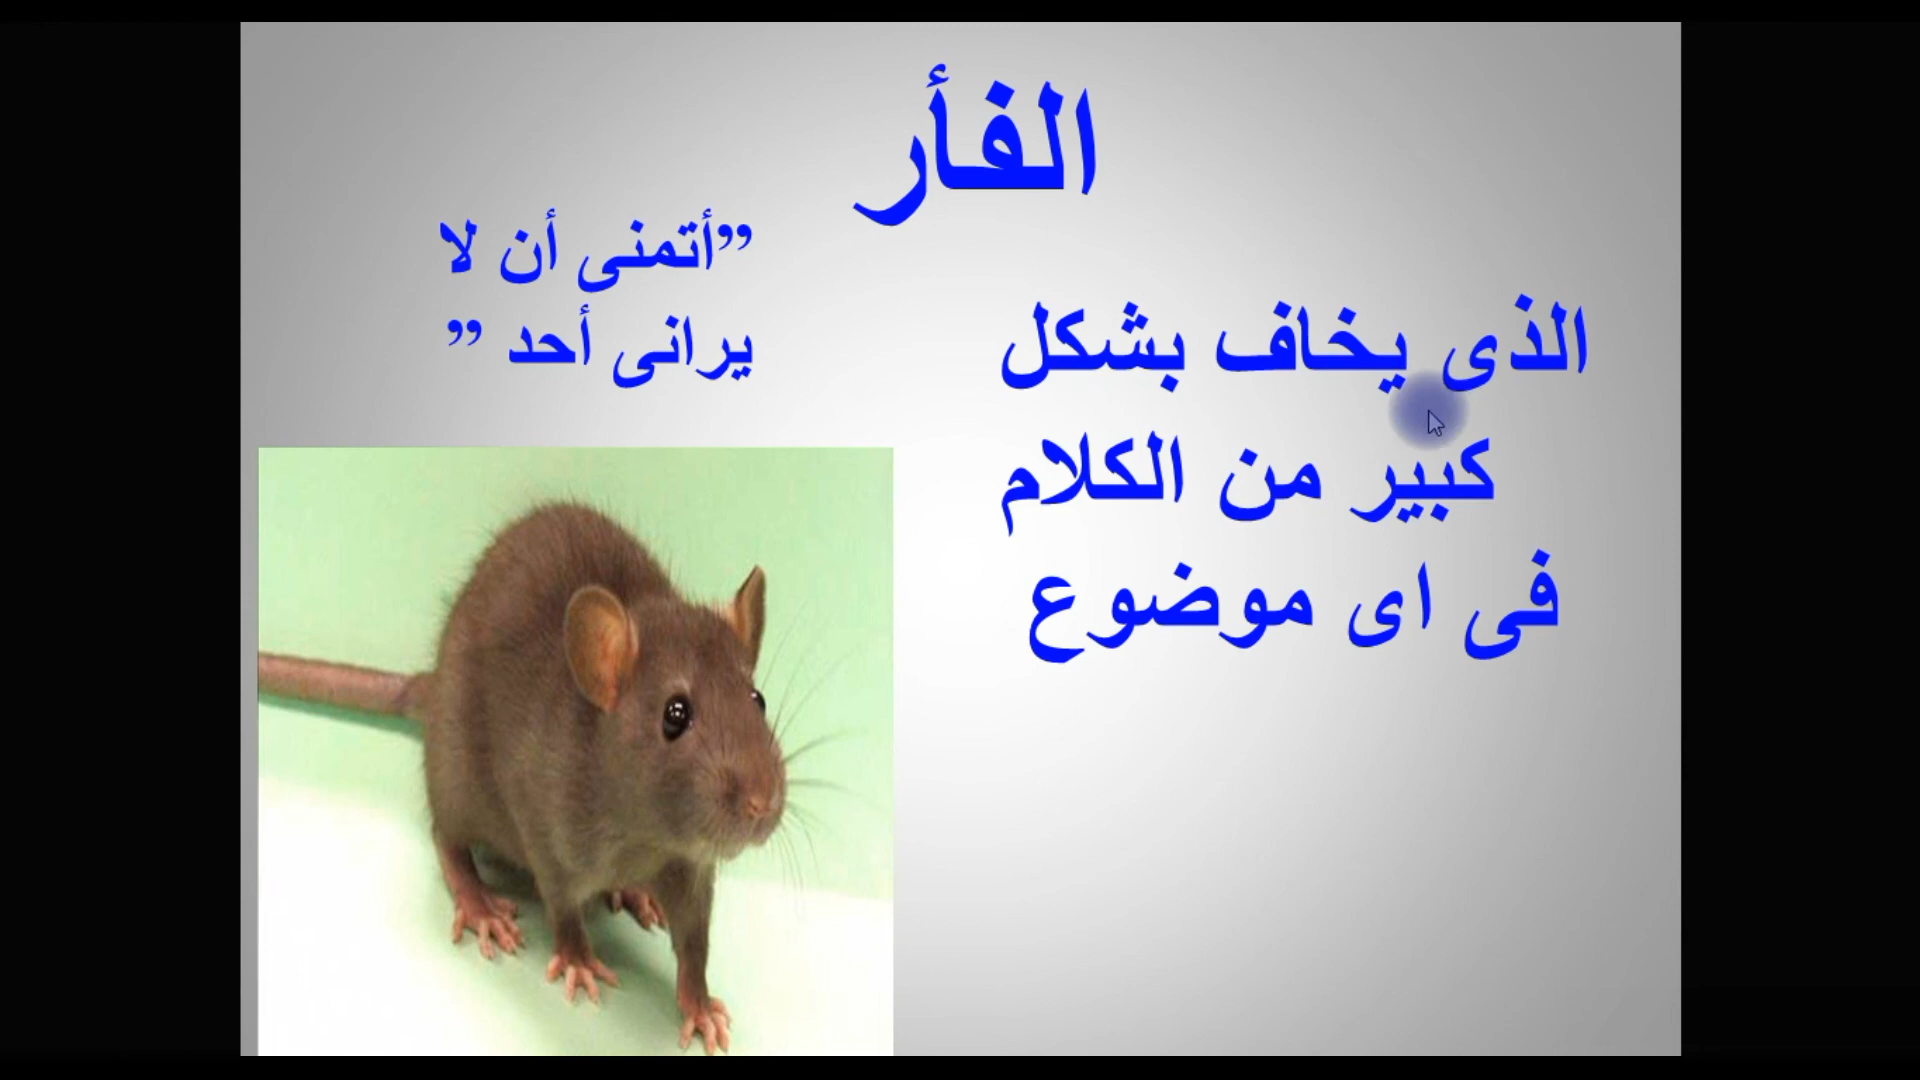 الفأر
”أتمنى أن لا
يرانى أحد ”
الذى يخاف بشكل
كبير من الكلام
فى اى موضوع